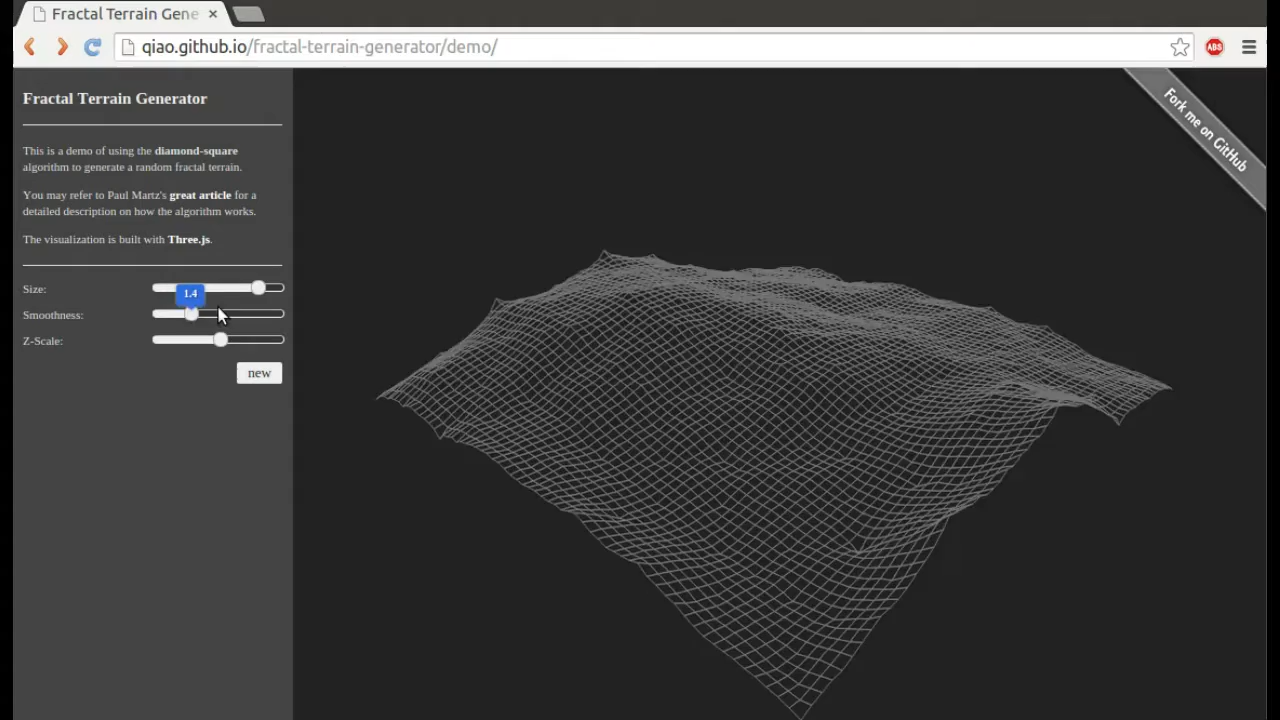 Fractal Terrain Gene
qiao.github.io/fractal-terrain-generator/demo/
ABS
Fork me on GitHub
Fractal Terrain Generator
This is a demo of using the diamond-square
algorithm to generate a random fractal terrain.
You may refer to Paul Martz's great article for a
detailed description on how the algorithm works.
The visualization is built with Three.js.
Size:
1.4
Smoothness:
Z-Scale:
new